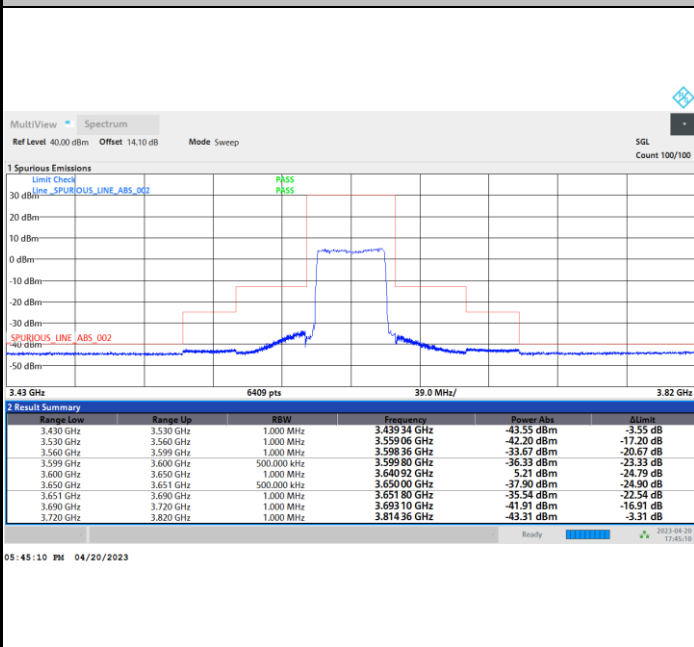 MultiView Spectrum
Ref Level 40.00 dBm Offset 14.10 dB Mode Sweep SGL
Count 100/100
1 Spurious Emissions
Limit Check PASS
Line _SPURIOUS_LINE_ABS_002 PASS
30 dBm
20 dBm
10 dBm
0 dBm
-10 dBm
-20 dBm
-30 dBm
SPURIOUS_LINE_ABS_002
-40 dBm
-50 dBm
3.43 GHz 6409 pts 39.0 MHz/ 3.82 GHz
2 Result Summary
Range Low Range Up RBW Frequency Power Abs ΔLimit
3.430 GHz 3.530 GHz 1.000 MHz 3.439 34 GHz -43.55 dBm -3.55 dB
3.530 GHz 3.560 GHz 1.000 MHz 3.559 06 GHz -42.20 dBm -17.20 dB
3.560 GHz 3.599 GHz 1.000 MHz 3.598 36 GHz -33.67 dBm -20.67 dB
3.599 GHz 3.600 GHz 500.000 kHz 3.599 80 GHz -36.33 dBm -23.33 dB
3.600 GHz 3.650 GHz 1.000 MHz 3.640 92 GHz 5.21 dBm -24.79 dB
3.650 GHz 3.651 GHz 500.000 kHz 3.650 00 GHz -37.90 dBm -24.90 dB
3.651 GHz 3.690 GHz 1.000 MHz 3.651 80 GHz -35.54 dBm -22.54 dB
3.690 GHz 3.720 GHz 1.000 MHz 3.693 10 GHz -41.91 dBm -16.91 dB
3.720 GHz 3.820 GHz 1.000 MHz 3.814 36 GHz -43.31 dBm -3.31 dB
Ready 2023-04-20
17:45:10
05:45:10 PM 04/20/2023